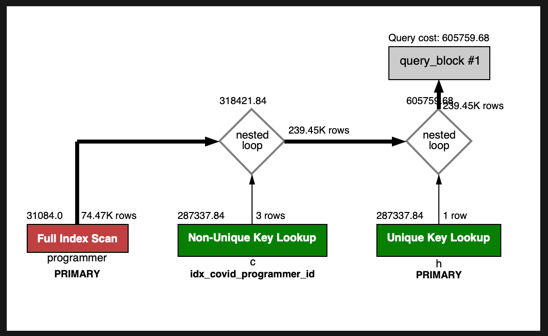 Query cost: 605759.68
query_block #1
318421.84
605759.68
239.45K rows
nested
loop
239.45K rows
nested
loop
31084.0
74.47K rows
287337.84
3 rows
287337.84
1 row
Full Index Scan
Non-Unique Key Lookup
Unique Key Lookup
programmer
c
h
PRIMARY
idx_covid_programmer_id
PRIMARY